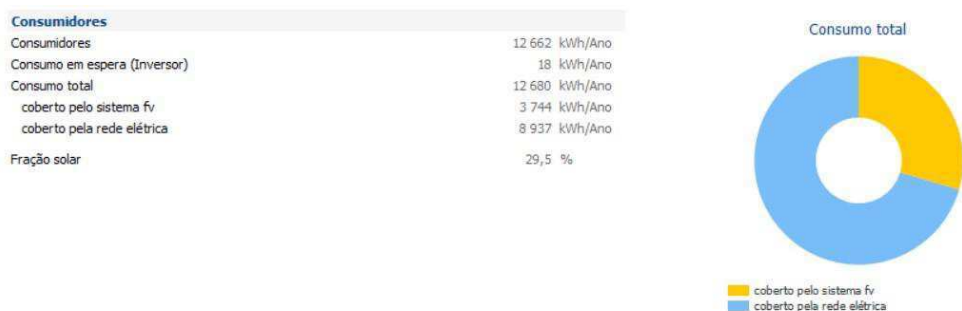 Consumidores
Consumidores 12 662 kWh/Ano
Consumo em espera (Inversor) 18 kWh/Ano
Consumo total 12 680 kWh/Ano
coberto pelo sistema fv 3 744 kWh/Ano
coberto pela rede elétrica 8 937 kWh/Ano
Fração solar 29,5 %
Consumo total
coberto pelo sistema fv
coberto pela rede elétrica